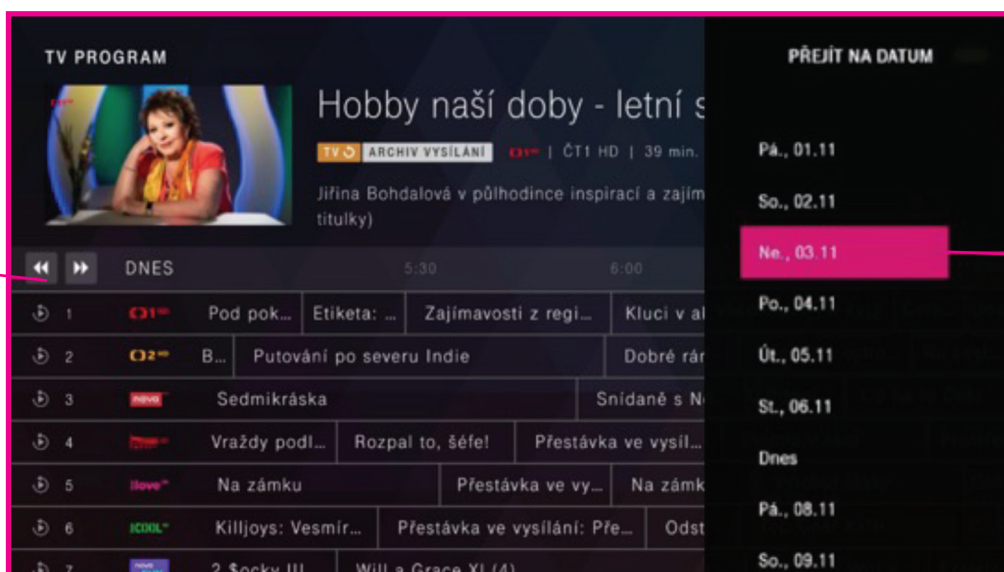 TV PROGRAM
Hobby naší doby - letní s
TV ARCHIV VYSÍLÁNÍ | ČT1 HD | 39 min.
Jiřina Bohdalová v půlhodince inspirací a zajím
titulky)
DNES 5:30 6:00
1 Pod pok... Etiketa: ... Zajímavosti z regi... Kluci v ak
2 B... Putování po severu Indie Dobré rán
3 nova Sedmikráska Snídaně s N
4 Vraždy podl... Rozpal to, šéfe! Přestávka ve vysíl...
5 Na zámku Přestávka ve vy... Na zámk
6 Killjoys: Vesmír... Přestávka ve vysílání: Pře... Odst
7 nova 2 $ocky III Will a Grace XI (4)
PŘEJÍT NA DATUM
Pá., 01.11
So., 02.11
Ne., 03.11
Po., 04.11
Út., 05.11
St., 06.11
Dnes
Pá., 08.11
So., 09.11